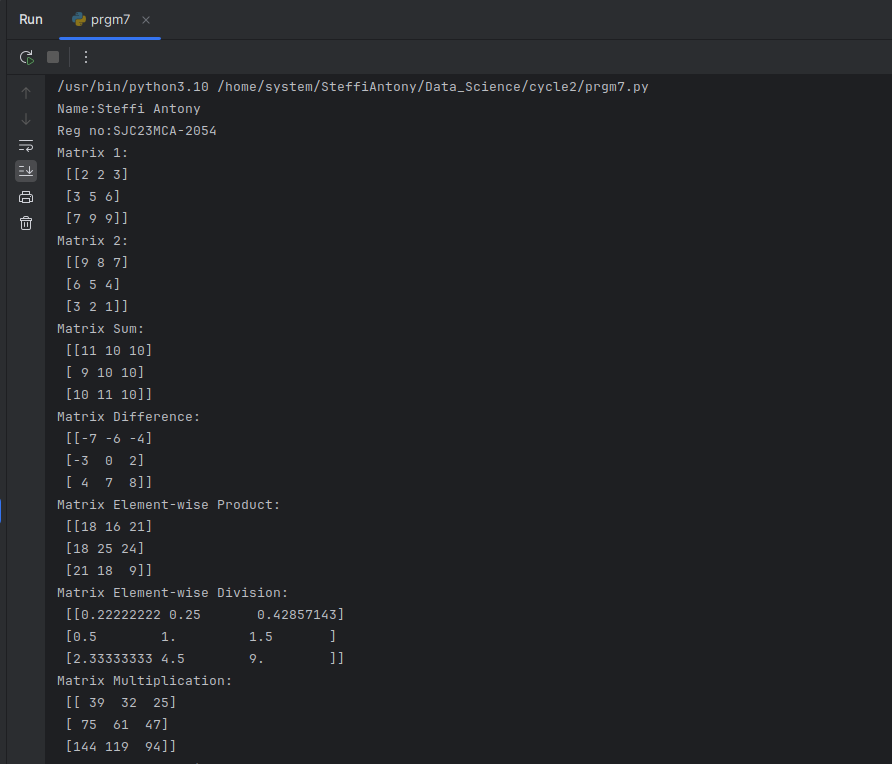 Run prgm7
/usr/bin/python3.10 /home/system/SteffiAntony/Data_Science/cycle2/prgm7.py
Name:Steffi Antony
Reg no:SJC23MCA-2054
Matrix 1:
 [[2 2 3]
 [3 5 6]
 [7 9 9]]
Matrix 2:
 [[9 8 7]
 [6 5 4]
 [3 2 1]]
Matrix Sum:
 [[11 10 10]
 [ 9 10 10]
 [10 11 10]]
Matrix Difference:
 [[-7 -6 -4]
 [-3  0  2]
 [ 4  7  8]]
Matrix Element-wise Product:
 [[18 16 21]
 [18 25 24]
 [21 18  9]]
Matrix Element-wise Division:
 [[0.22222222 0.25       0.42857143]
 [0.5        1.         1.5       ]
 [2.33333333 4.5        9.        ]]
Matrix Multiplication:
 [[ 39  32  25]
 [ 75  61  47]
 [144 119  94]]